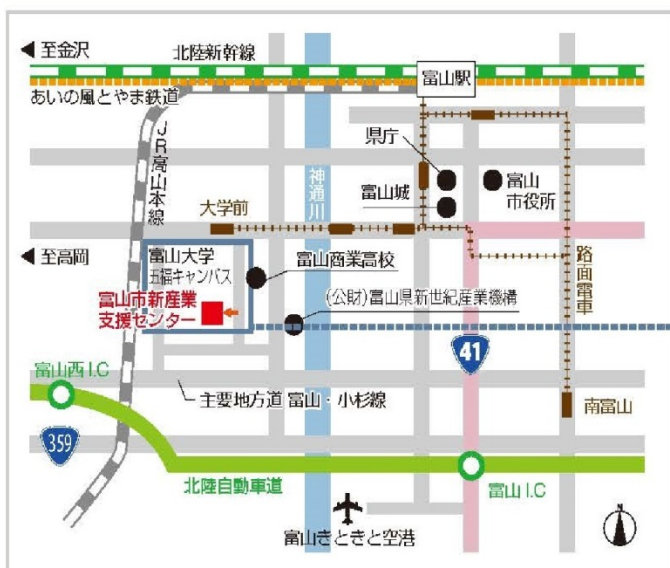 至金沢
北陸新幹線
富山駅
あいの風とやま鉄道
JR高山本線
県庁
神通川
富山城
富山
市役所
大学前
至高岡
富山大学
五福キャンパス
富山商業高校
路面電車
富山市新産業
支援センター
(公財)富山県新世紀産業機構
41
富山西I.C
主要地方道 富山・小杉線
南富山
359
北陸自動車道
富山I.C
富山きときと空港
N